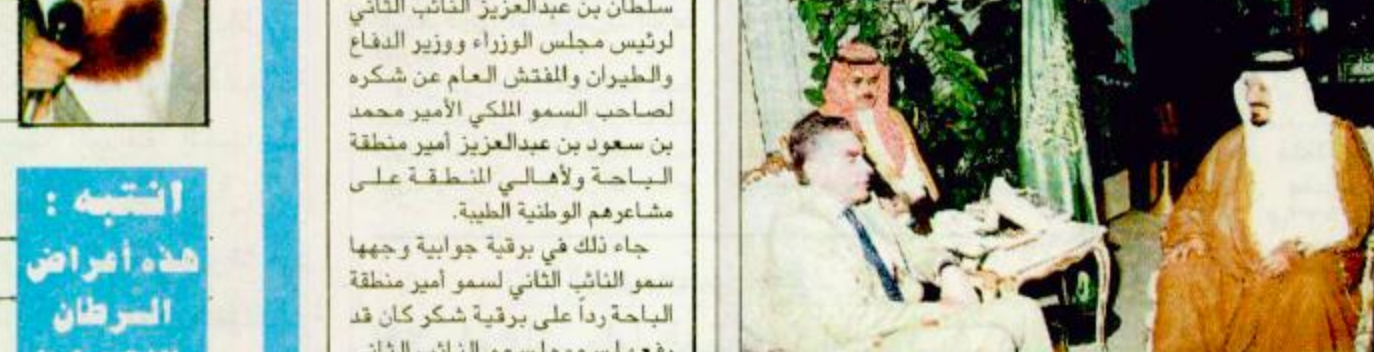 سلطان بن عبدالعزيز النائب الثاني
لرئيس مجلس الوزراء ووزير الدفاع
والطيران والمفتش العام عن شكره
لصاحب السمو الملكي الأمير محمد
بن سعود بن عبدالعزيز أمير منطقة
الباحة ولأهالي المنطقة على
مشاعرهم الوطنية الطيبة.
جاء ذلك في برقية جوابية وجهها
سمو النائب الثاني لسمو أمير منطقة
الباحة رداً على برقية شكر كان قد
انتبه :
هذه أعراض
السرطان